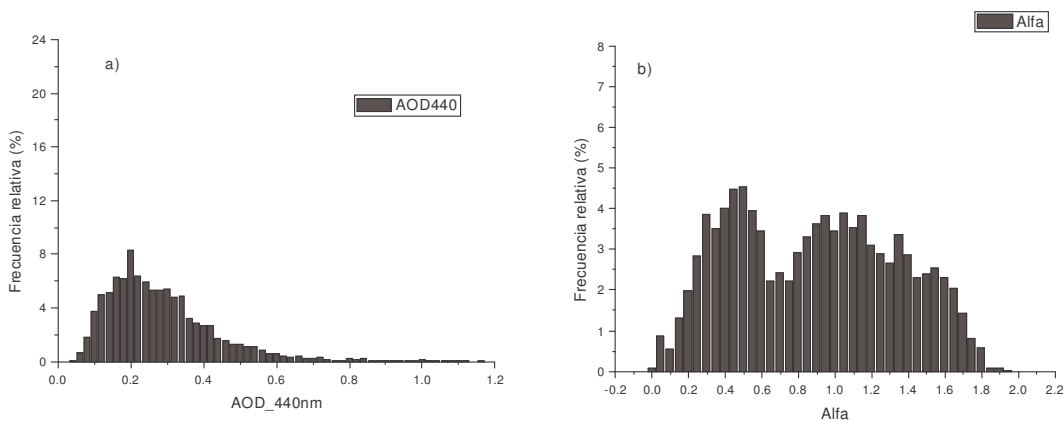 a)
AOD440
Frecuencia relativa (%)
24
20
16
12
8
4
0
0.0 0.2 0.4 0.6 0.8 1.0 1.2
AOD_440nm
Alfa
b)
Frecuencia relativa (%)
8
7
6
5
4
3
2
1
0
-0.2 0.0 0.2 0.4 0.6 0.8 1.0 1.2 1.4 1.6 1.8 2.0 2.2
Alfa